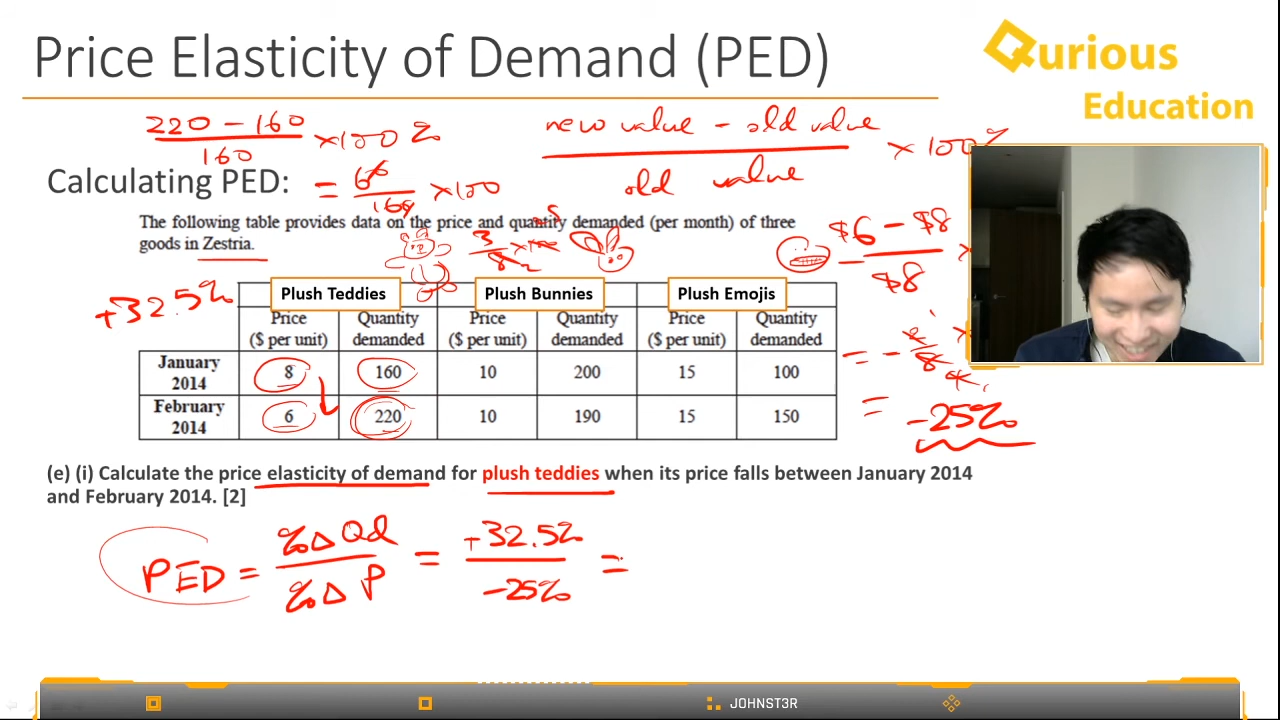 Price Elasticity of Demand (PED)
Qurious
Education
220 - 160
160
×100 %
new value - old value
old value
× 100%
Calculating PED:
=
×100
The following table provides data on the price and quantity demanded (per month) of three
goods in Zestria.
3
8
$6 - $8
$8
+32.5%
Plush Teddies Plush Bunnies Plush Emojis
Price Quantity Price Quantity Price Quantity
($ per unit) demanded ($ per unit) demanded ($ per unit) demanded
January
2014 8 160 10 200 15 100
February
2014 6 220 10 190 15 150
= -
8
= -25%
(e) (i) Calculate the price elasticity of demand for plush teddies when its price falls between January 2014
and February 2014. [2]
PED = %Δ Qd = +32.5% =
%Δ P -25%
JOHNST3R